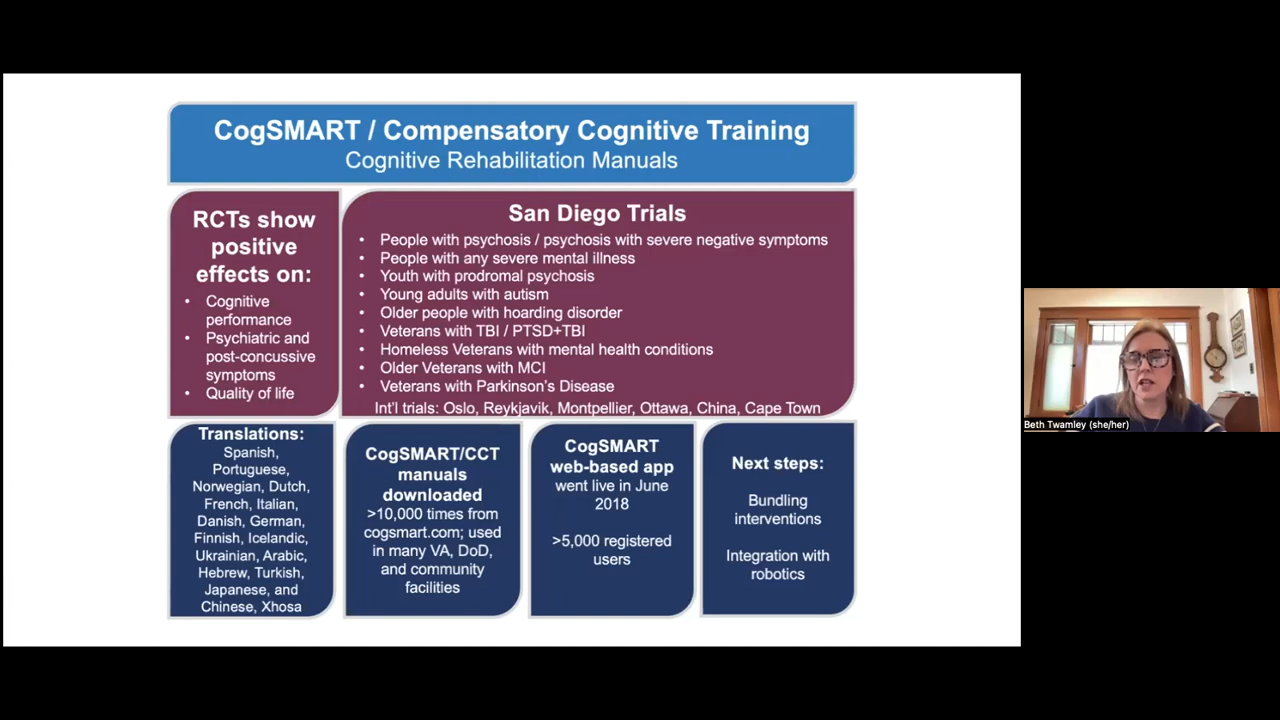 CogSMART / Compensatory Cognitive Training
Cognitive Rehabilitation Manuals
RCTs show
positive
effects on:
• Cognitive
performance
• Psychiatric and
post-concussive
symptoms
• Quality of life
San Diego Trials
• People with psychosis / psychosis with severe negative symptoms
• People with any severe mental illness
• Youth with prodromal psychosis
• Young adults with autism
• Older people with hoarding disorder
• Veterans with TBI / PTSD+TBI
• Homeless Veterans with mental health conditions
• Older Veterans with MCI
• Veterans with Parkinson's Disease
Int'l trials: Oslo, Reykjavik, Montpellier, Ottawa, China, Cape Town
Translations:
Spanish,
Portuguese,
Norwegian, Dutch,
French, Italian,
Danish, German,
Finnish, Icelandic,
Ukrainian, Arabic,
Hebrew, Turkish,
Japanese, and
Chinese, Xhosa
CogSMART/CCT
manuals
downloaded
>10,000 times from
cogsmart.com; used
in many VA, DoD,
and community
facilities
CogSMART
web-based app
went live in June
2018
>5,000 registered
users
Next steps:
Bundling
interventions
Integration with
robotics
Beth Twamley (she/her)